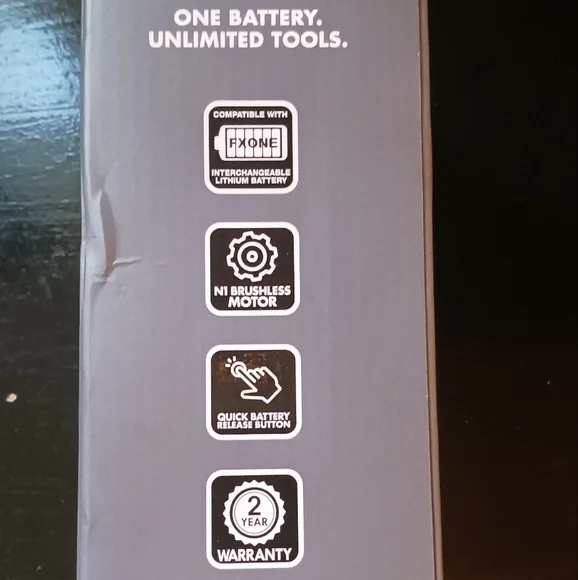 ONE BATTERY.
UNLIMITED TOOLS.
COMPATIBLE WITH
FXONE
INTERCHANGEABLE
LITHIUM BATTERY
N1 BRUSHLESS
MOTOR
QUICK BATTERY
RELEASE BUTTON
2
YEAR
WARRANTY